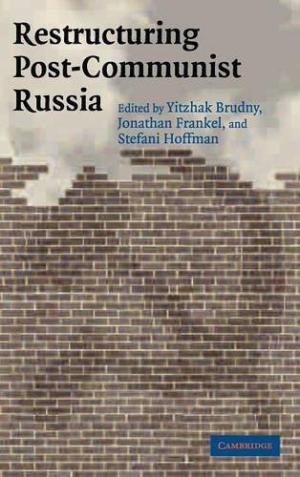 Restructuring
Post-Communist
Russia
Edited by Yitzhak Brudny,
Jonathan Frankel, and
Stefani Hoffman
CAMBRIDGE